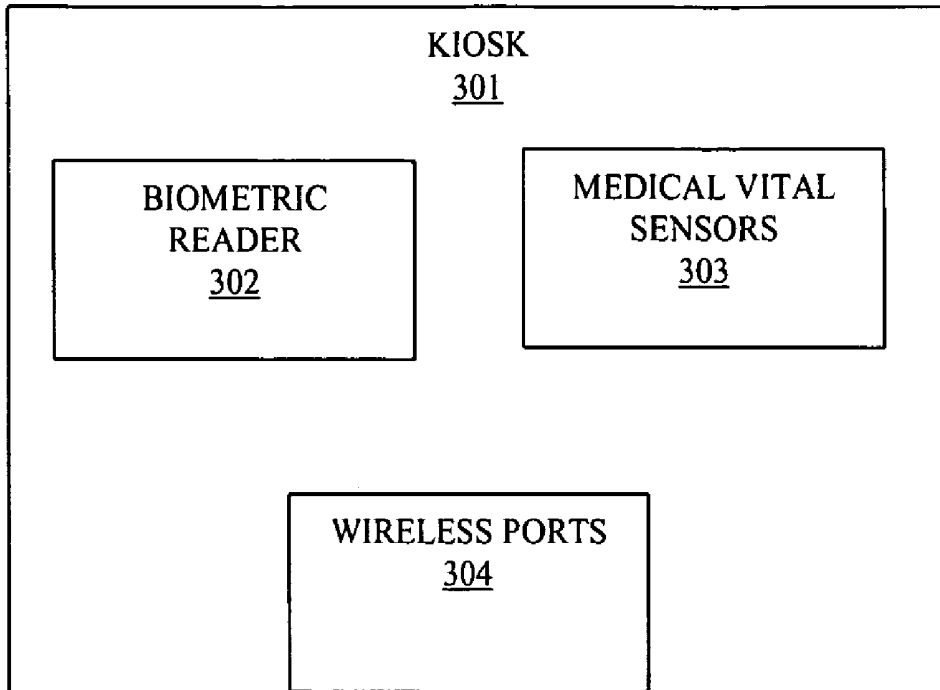 KIOSK
301
BIOMETRIC
READER
302
MEDICAL VITAL
SENSORS
303
WIRELESS PORTS
304